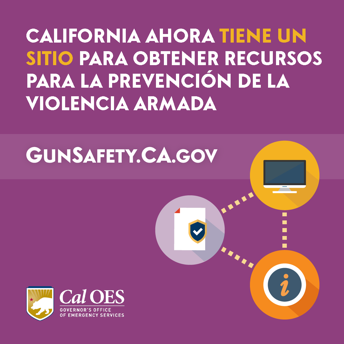 CALIFORNIA AHORA TIENE UN
SITIO PARA OBTENER RECURSOS
PARA LA PREVENCIÓN DE LA
VIOLENCIA ARMADA
GUNSAFETY.CA.GOV
i
Cal OES
GOVERNOR'S OFFICE
OF EMERGENCY SERVICES